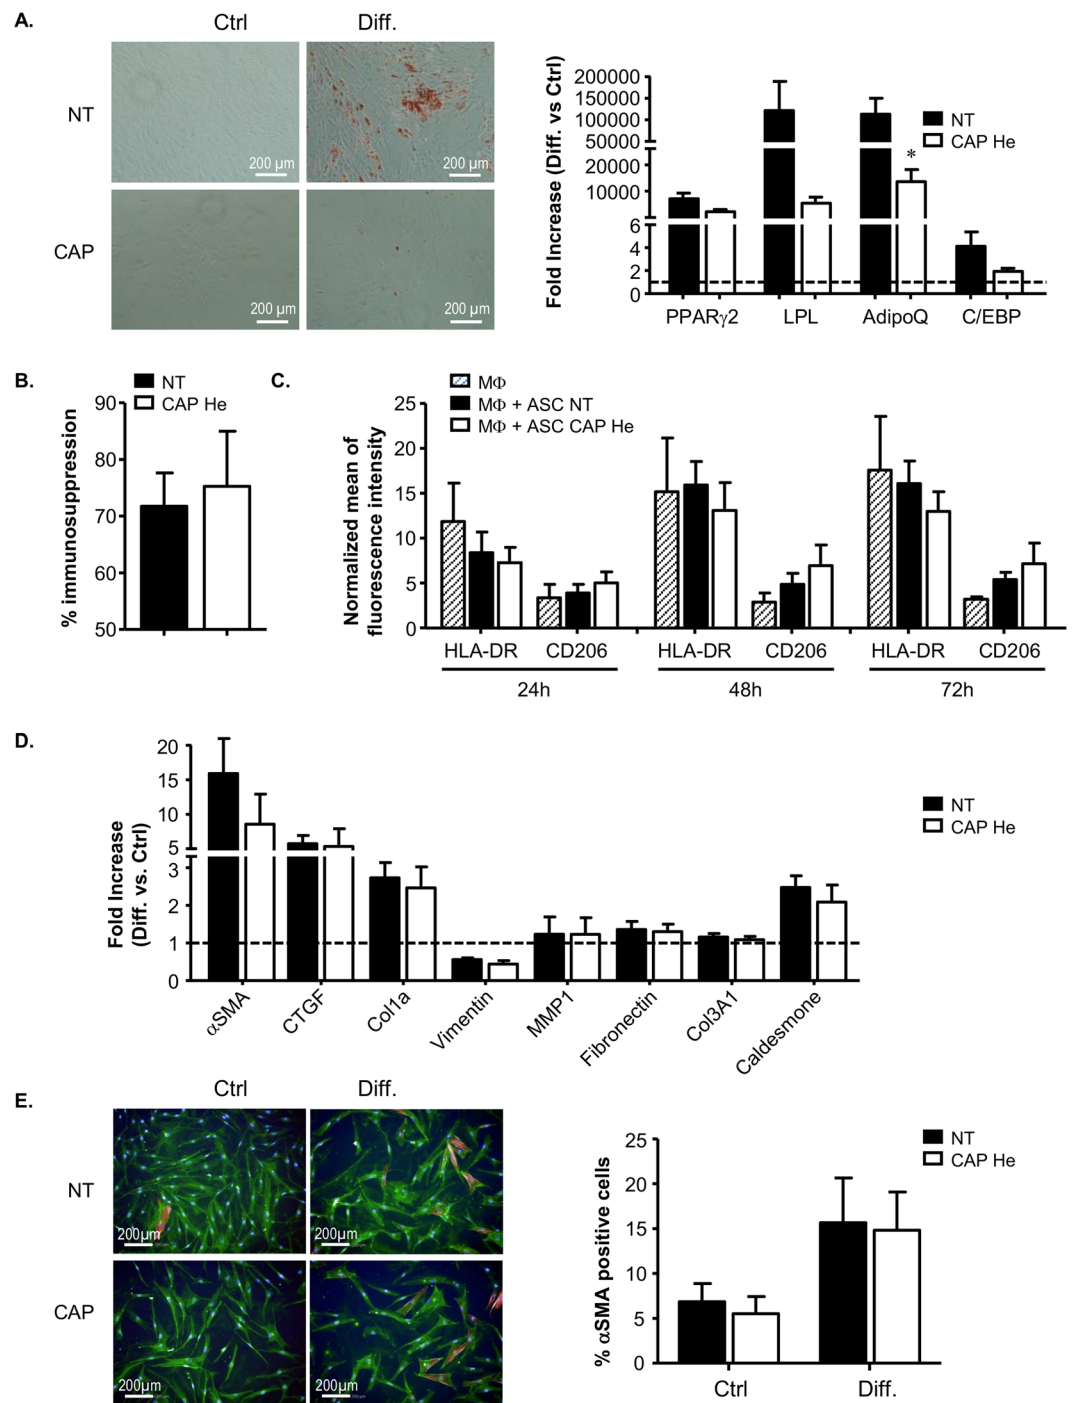 A.
Ctrl
Diff.
NT
CAP
200 µm
200 µm
200 µm
200 µm
Fold Increase (Diff. vs Ctrl)
200000
150000
100000
50000
20000
10000
6
4
2
0
*
NT
CAP He
PPARγ2
LPL
AdipoQ
C/EBP
B.
NT
CAP He
% immunosuppression
90
80
70
60
50
C.
MΦ
MΦ + ASC NT
MΦ + ASC CAP He
Normalized mean of
fluorescence intensity
25
20
15
10
5
0
HLA-DR
CD206
HLA-DR
CD206
HLA-DR
CD206
24h
48h
72h
D.
Fold Increase
(Diff. vs. Ctrl)
20
15
10
5
3
2
1
0
NT
CAP He
αSMA
CTGF
Col1a
Vimentin
MMP1
Fibronectin
Col3A1
Caldesmone
E.
Ctrl
Diff.
NT
CAP
200µm
200µm
200µm
200µm
% αSMA positive cells
25
20
15
10
5
0
NT
CAP He
Ctrl
Diff.